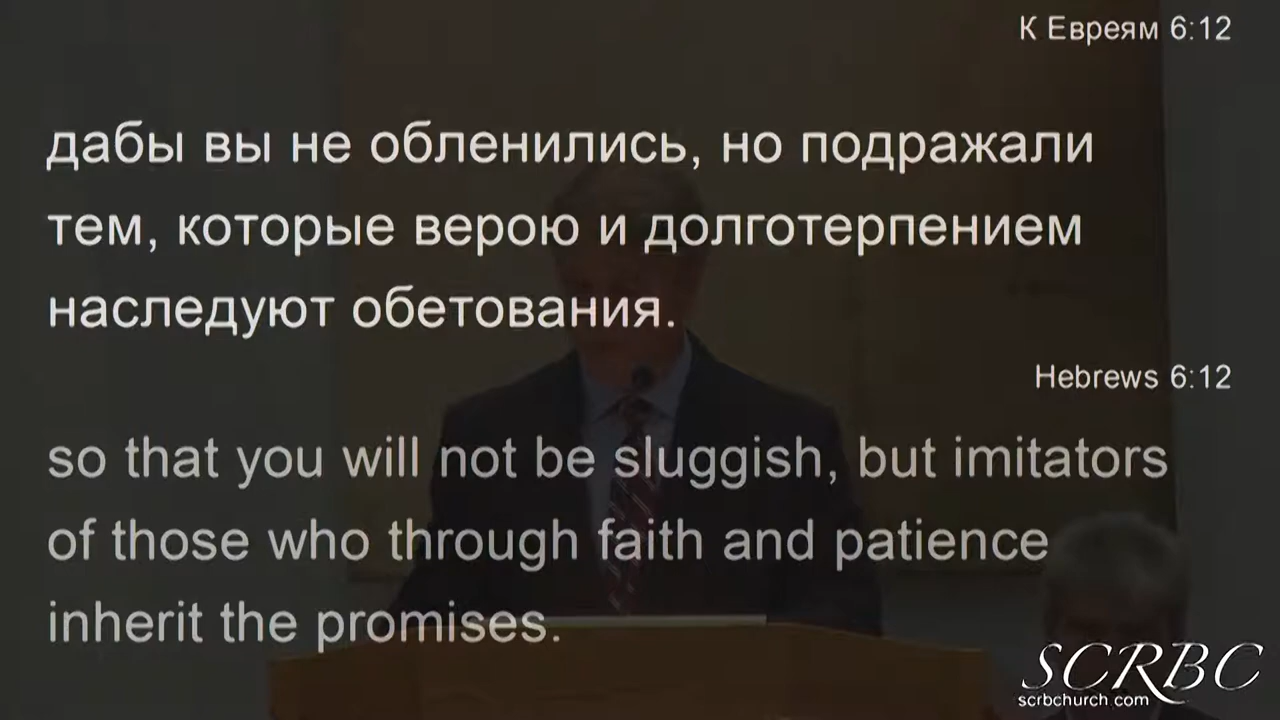 К Евреям 6:12
дабы вы не обленились, но подражали
тем, которые верою и долготерпением
наследуют обетования.
Hebrews 6:12
so that you will not be sluggish, but imitators
of those who through faith and patience
inherit the promises.
SCRBC
scrbchurch.com